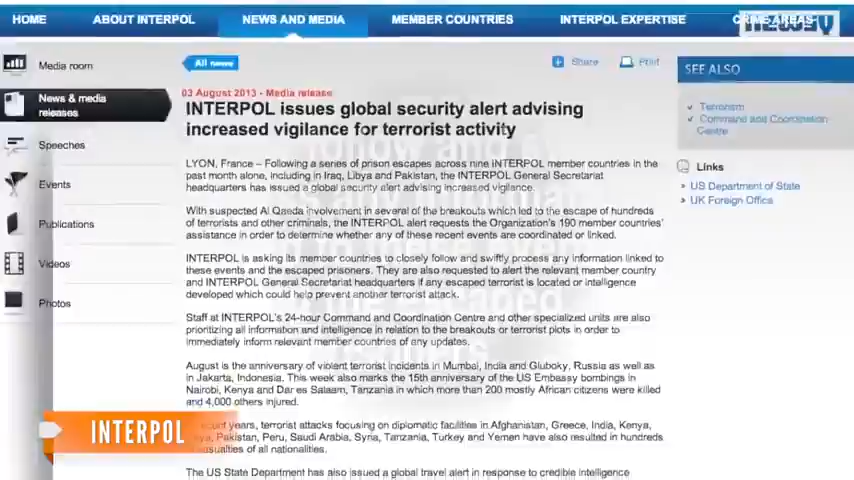 HOME
ABOUT INTERPOL
NEWS AND MEDIA
MEMBER COUNTRIES
INTERPOL EXPERTISE
CRIME AREAS
newsy
Media room
News & media
releases
Speeches
Events
Publications
Videos
Photos
All news
Share
Print
03 August 2013 - Media release
INTERPOL issues global security alert advising
increased vigilance for terrorist activity
LYON, France – Following a series of prison escapes across nine INTERPOL member countries in the
past month alone, including in Iraq, Libya and Pakistan, the INTERPOL General Secretariat
headquarters has issued a global security alert advising increased vigilance.
With suspected Al Qaeda involvement in several of the breakouts which led to the escape of hundreds
of terrorists and other criminals, the INTERPOL alert requests the Organization's 190 member countries'
assistance in order to determine whether any of these recent events are coordinated or linked.
INTERPOL is asking its member countries to closely follow and swiftly process any information linked to
these events and the escaped prisoners. They are also requested to alert the relevant member country
and INTERPOL General Secretariat headquarters if any escaped terrorist is located or intelligence
developed which could help prevent another terrorist attack.
Staff at INTERPOL's 24-hour Command and Coordination Centre and other specialized units are also
prioritizing all information and intelligence in relation to the breakouts or terrorist plots in order to
immediately inform relevant member countries of any updates.
August is the anniversary of violent terrorist incidents in Mumbai, India and Gluboky, Russia as well as
in Jakarta, Indonesia. This week also marks the 15th anniversary of the US Embassy bombings in
Nairobi, Kenya and Dar es Salaam, Tanzania in which more than 200 mostly African citizens were killed
and 4,000 others injured.
years, terrorist attacks focusing on diplomatic facilities in Afghanistan, Greece, India, Kenya,
Pakistan, Peru, Saudi Arabia, Syria, Tanzania, Turkey and Yemen have also resulted in hundreds
of all nationalities.
The US State Department has also issued a global travel alert in response to credible intelligence
SEE ALSO
Terrorism
Command and Coordination
Centre
Links
US Department of State
UK Foreign Office
INTERPOL